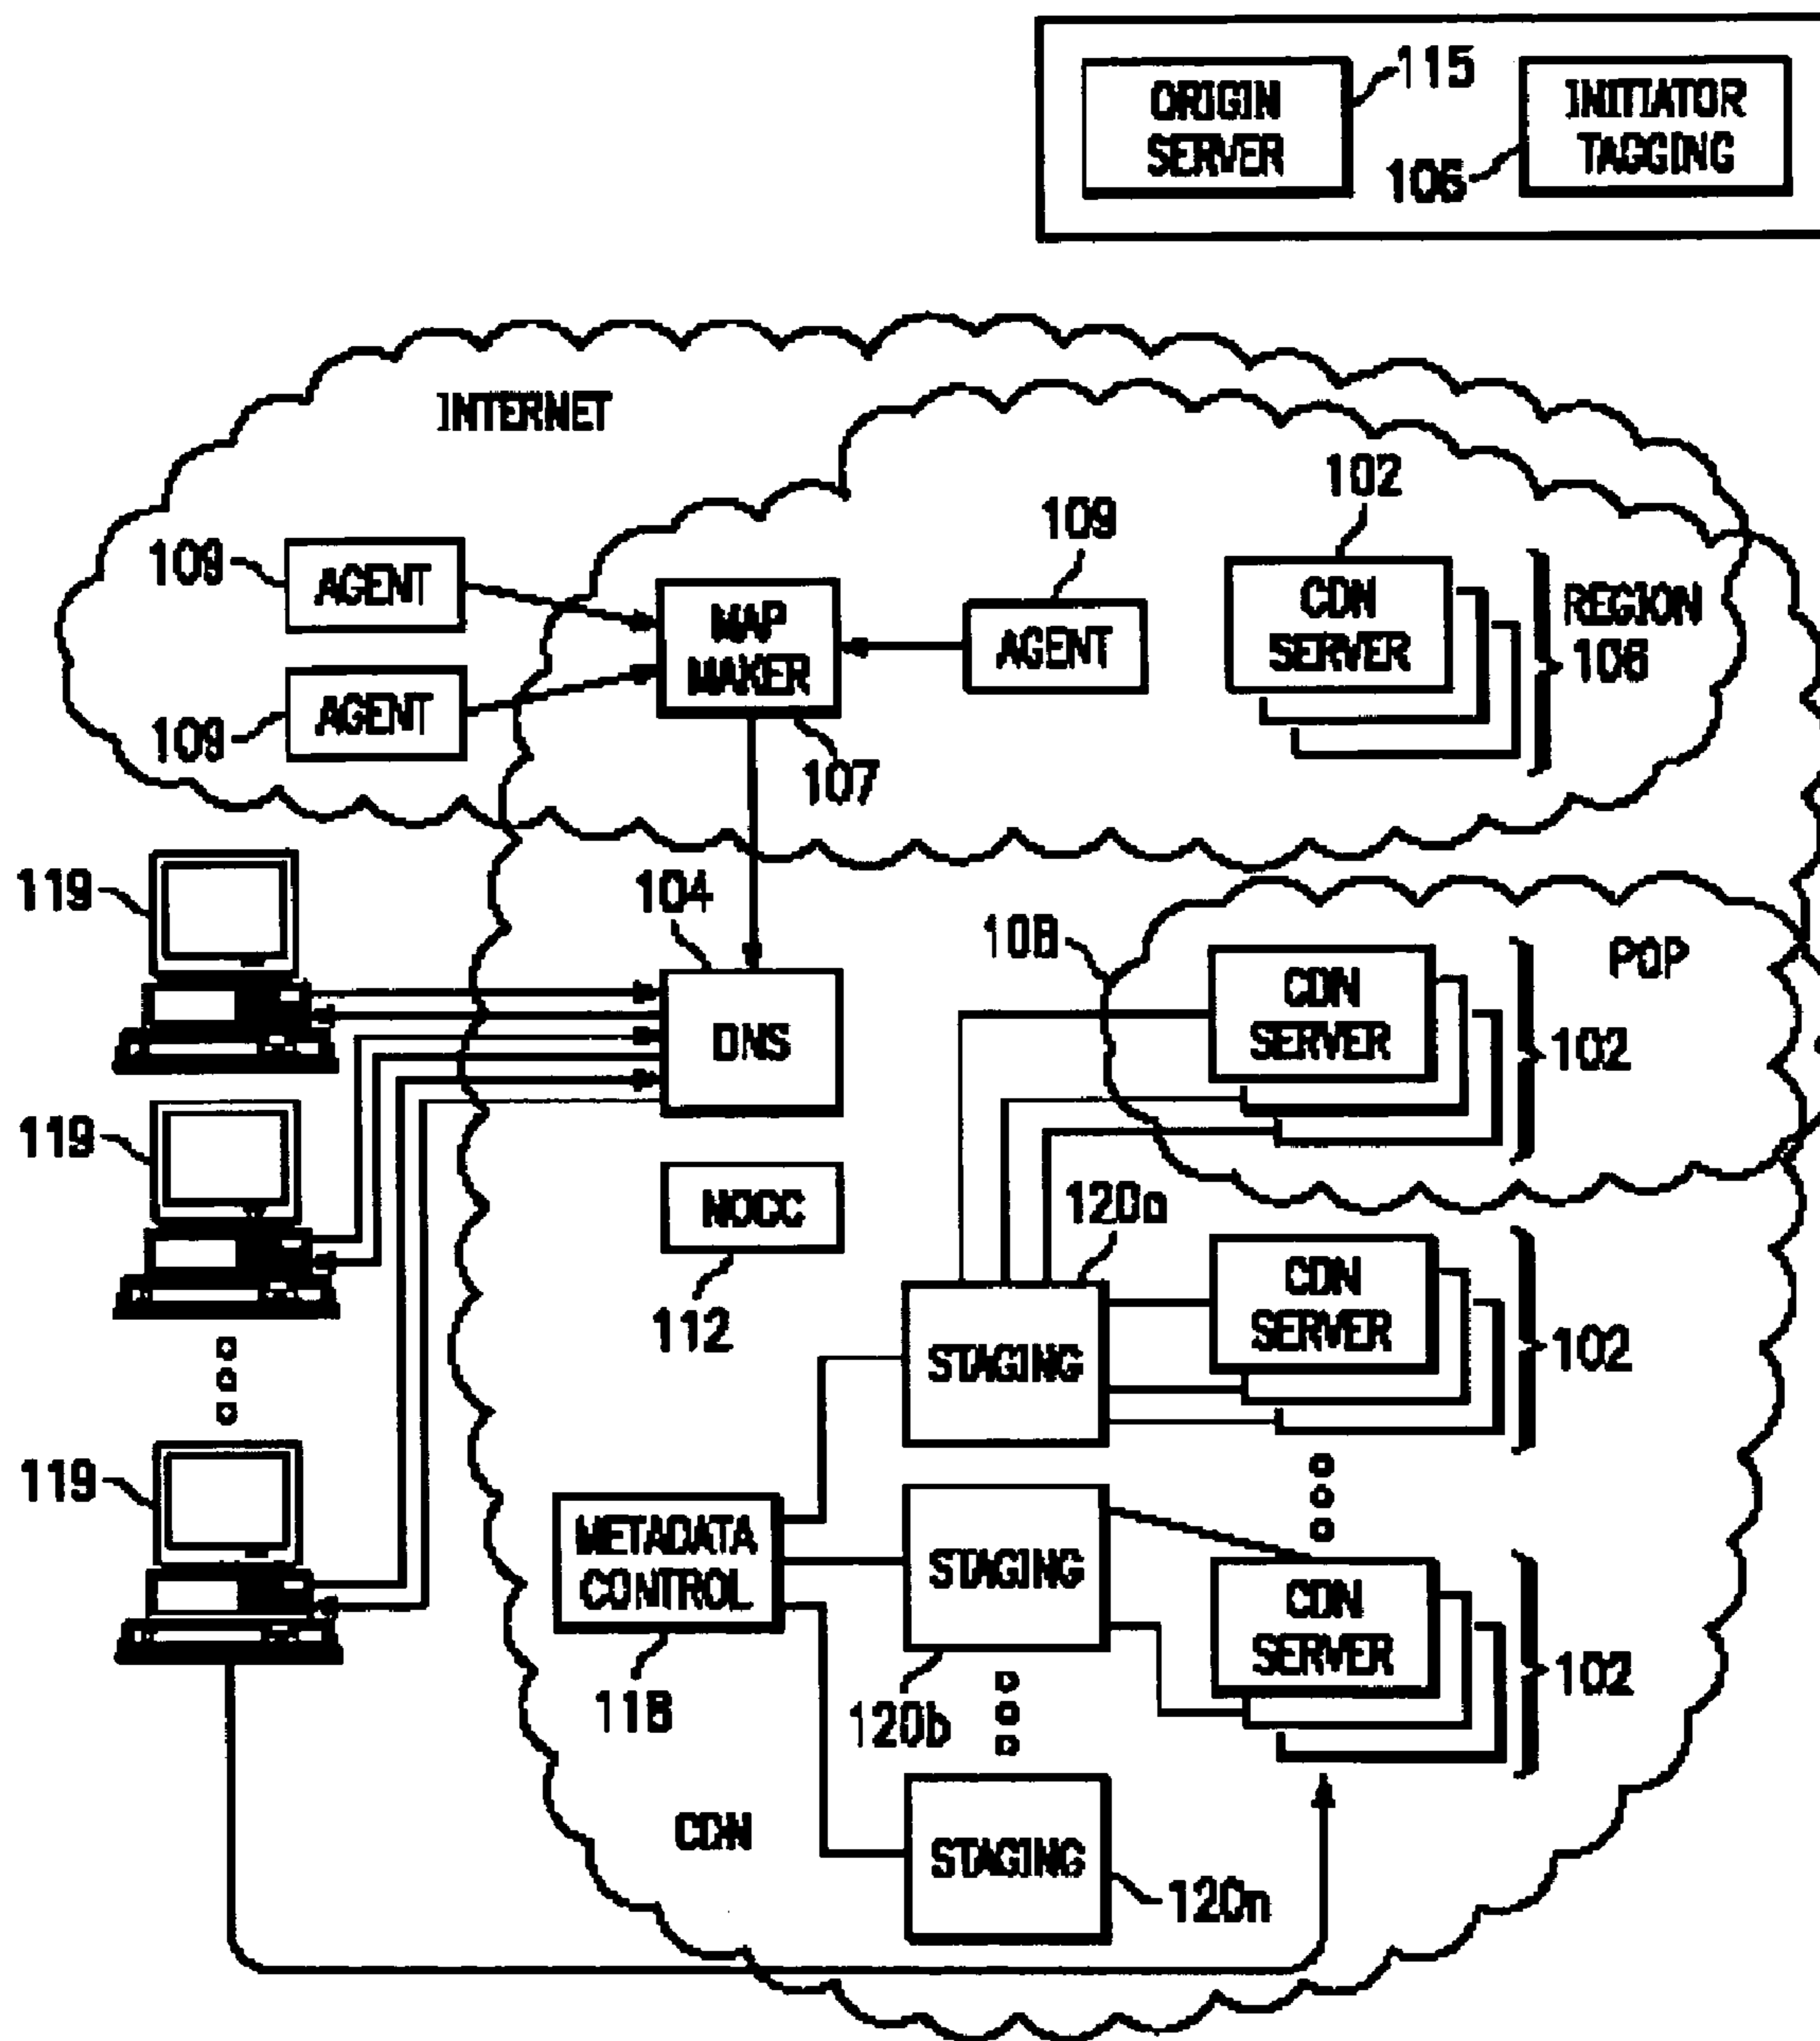 ORIGIN
SERVER
115
INITIATOR
TAGGING
106
INTERNET
102
109
109
AGENT
MAP
MAKER
AGENT
CDN
SERVER
REGION
106
109
AGENT
107
119
104
108
CDN
SERVER
POP
102
DNS
119
NOCC
112
120a
CDN
SERVER
102
STAGING
119
METADATA
CONTROL
118
STAGING
120b
CDN
SERVER
102
CDN
STAGING
120n